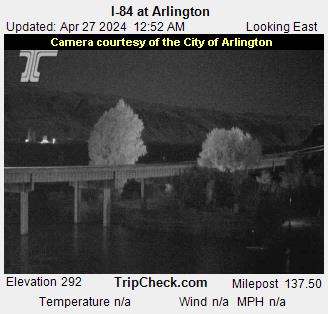 I-84 at Arlington
Updated: Apr 27 2024 12:52 AM Looking East
Camera courtesy of the City of Arlington
Elevation 292 TripCheck.com Milepost 137.50
Temperature n/a Wind n/a MPH n/a